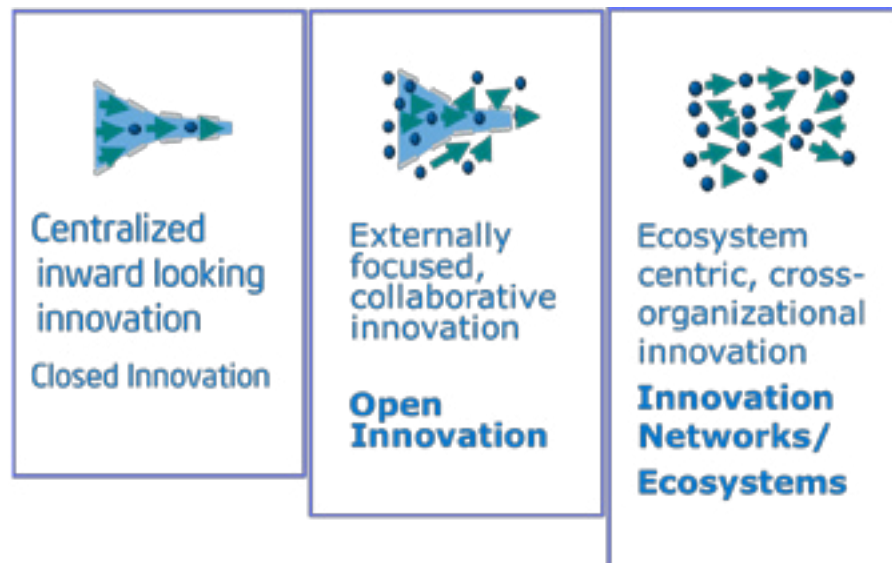 Centralized
inward looking
innovation
Closed Innovation
Externally
focused,
collaborative
innovation
Open
Innovation
Ecosystem
centric, cross-
organizational
innovation
Innovation
Networks/
Ecosystems